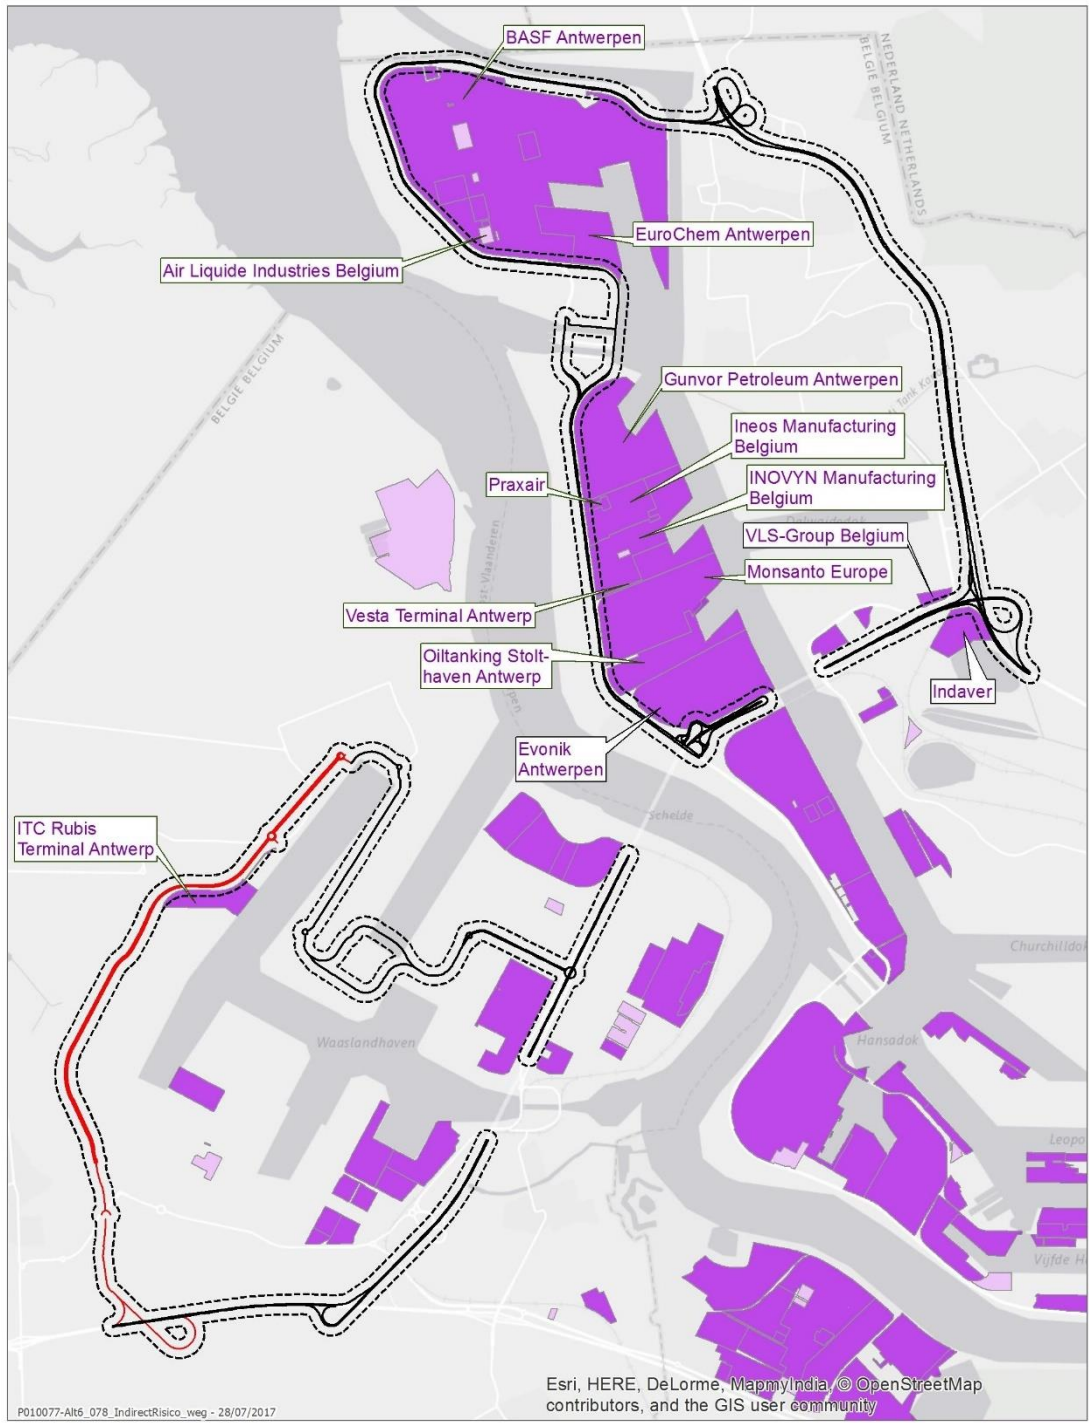 BASF Antwerpen
NEDERLAND NETHERLANDS
BELGIE BELGIUM
EuroChem Antwerpen
Air Liquide Industries Belgium
BELGIE BELGIUM
Gunvor Petroleum Antwerpen
Ineos Manufacturing
Belgium
Praxair
INOVYN Manufacturing
Belgium
VLS-Group Belgium
Monsanto Europe
Vesta Terminal Antwerp
Oiltanking Stolt-
haven Antwerp
Indaver
Evonik
Antwerpen
Schelde
ITC Rubis
Terminal Antwerp
Churchilldok
Waaslandhaven
Hansadok
Leopo
Vijfde H
Esri, HERE, DeLorme, MapmyIndia, © OpenStreetMap
contributors, and the GIS user community
P010077-Alt6_078_IndirectRisico_weg - 28/07/2017